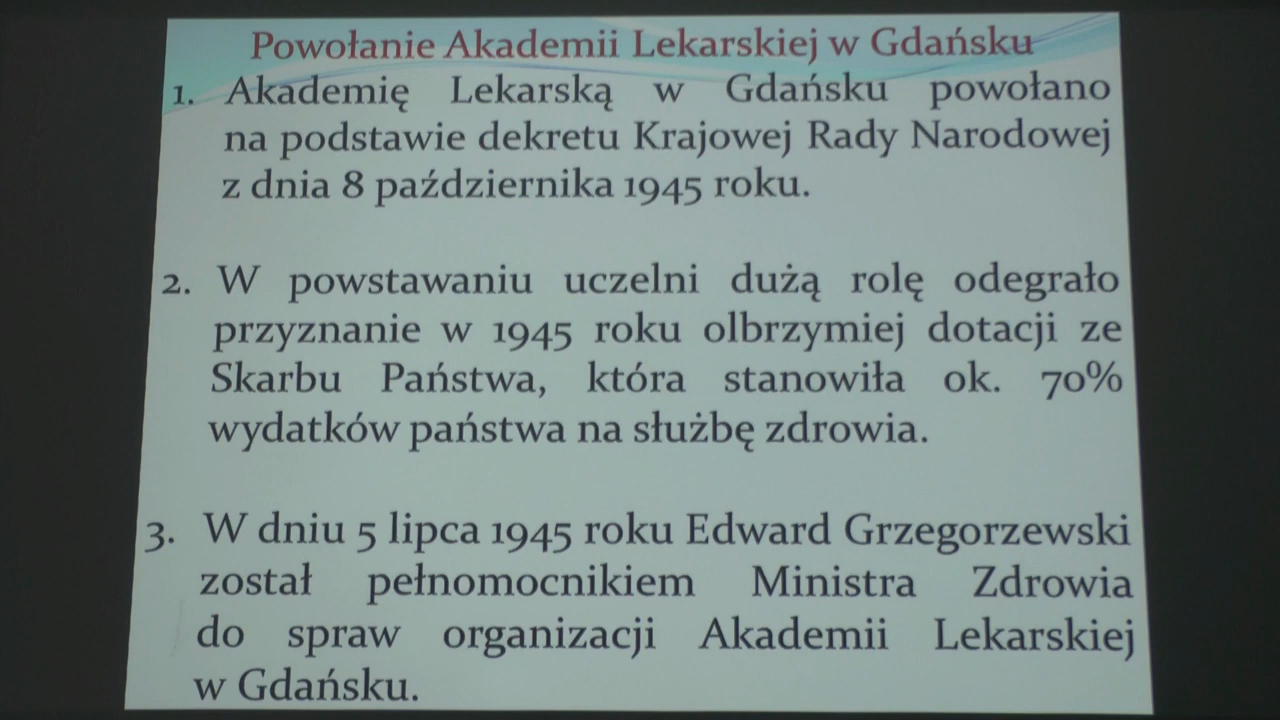 Powołanie Akademii Lekarskiej w Gdańsku
1. Akademię Lekarską w Gdańsku powołano
na podstawie dekretu Krajowej Rady Narodowej
z dnia 8 października 1945 roku.
2. W powstawaniu uczelni dużą rolę odegrało
przyznanie w 1945 roku olbrzymiej dotacji ze
Skarbu Państwa, która stanowiła ok. 70%
wydatków państwa na służbę zdrowia.
3. W dniu 5 lipca 1945 roku Edward Grzegorzewski
został pełnomocnikiem Ministra Zdrowia
do spraw organizacji Akademii Lekarskiej
w Gdańsku.